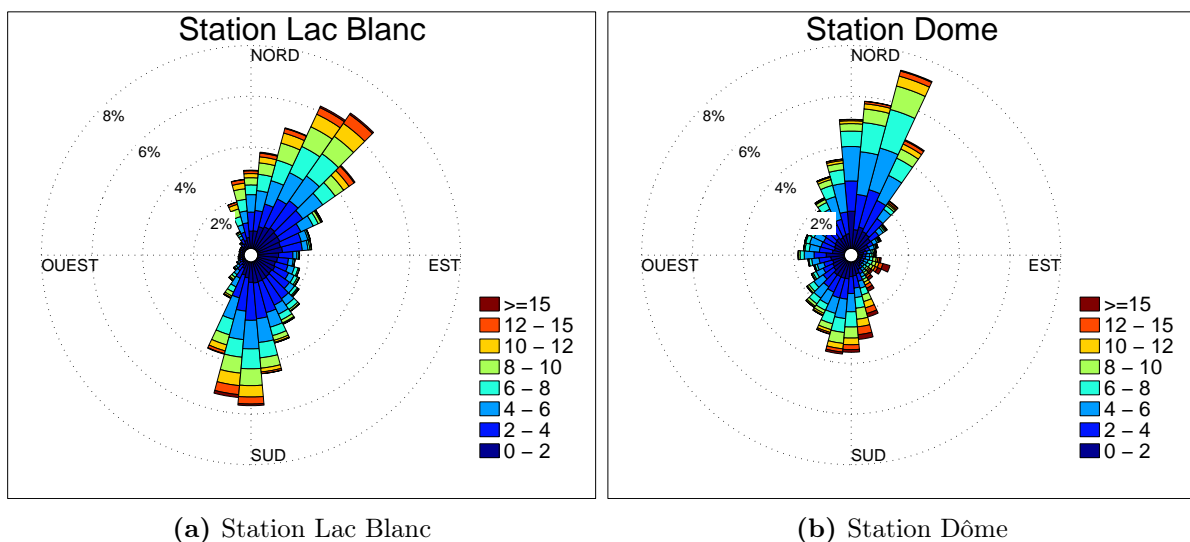 Station Lac Blanc
NORD
8%
6%
4%
2%
OUEST
EST
SUD
>=15
12 – 15
10 – 12
8 – 10
6 – 8
4 – 6
2 – 4
0 – 2
(a) Station Lac Blanc
Station Dome
NORD
8%
6%
4%
2%
OUEST
EST
SUD
>=15
12 – 15
10 – 12
8 – 10
6 – 8
4 – 6
2 – 4
0 – 2
(b) Station Dôme